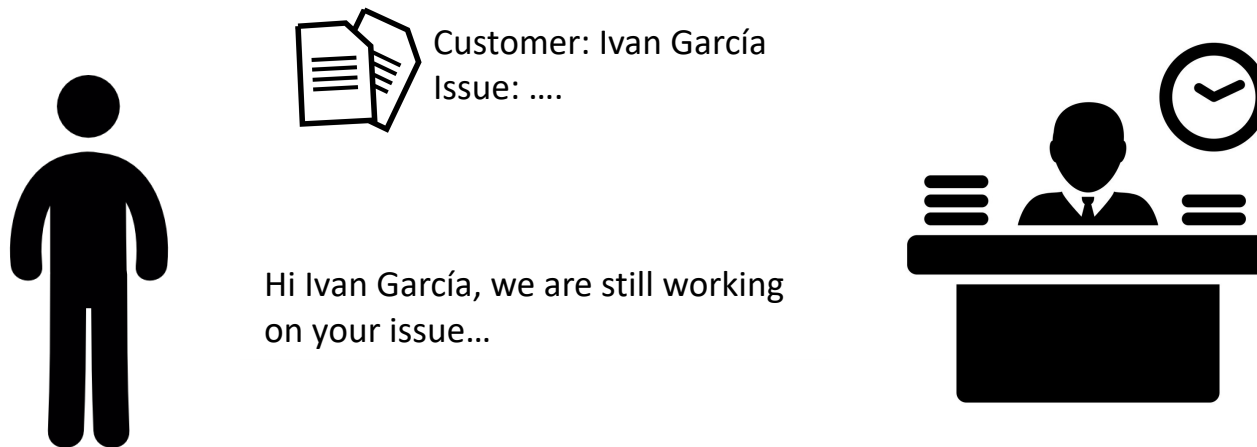 Customer: Ivan García
Issue: ....
Hi Ivan García, we are still working
on your issue…